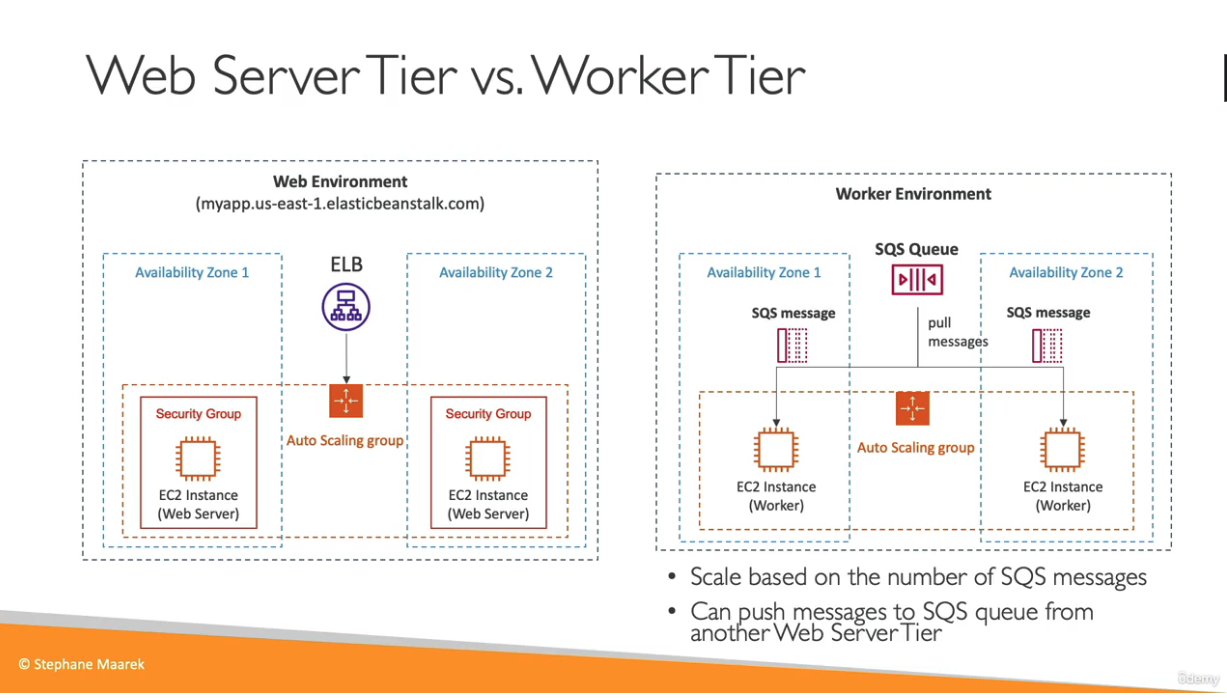 Web Server Tier vs. Worker Tier
Web Environment
(myapp.us-east-1.elasticbeanstalk.com)
Availability Zone 1
ELB
Availability Zone 2
Security Group
Security Group
Auto Scaling group
EC2 Instance
(Web Server)
EC2 Instance
(Web Server)
Worker Environment
SQS Queue
Availability Zone 1
Availability Zone 2
SQS message
SQS message
pull
messages
Auto Scaling group
EC2 Instance
(Worker)
EC2 Instance
(Worker)
• Scale based on the number of SQS messages
• Can push messages to SQS queue from
another Web Server Tier
© Stephane Maarek
ûdemy